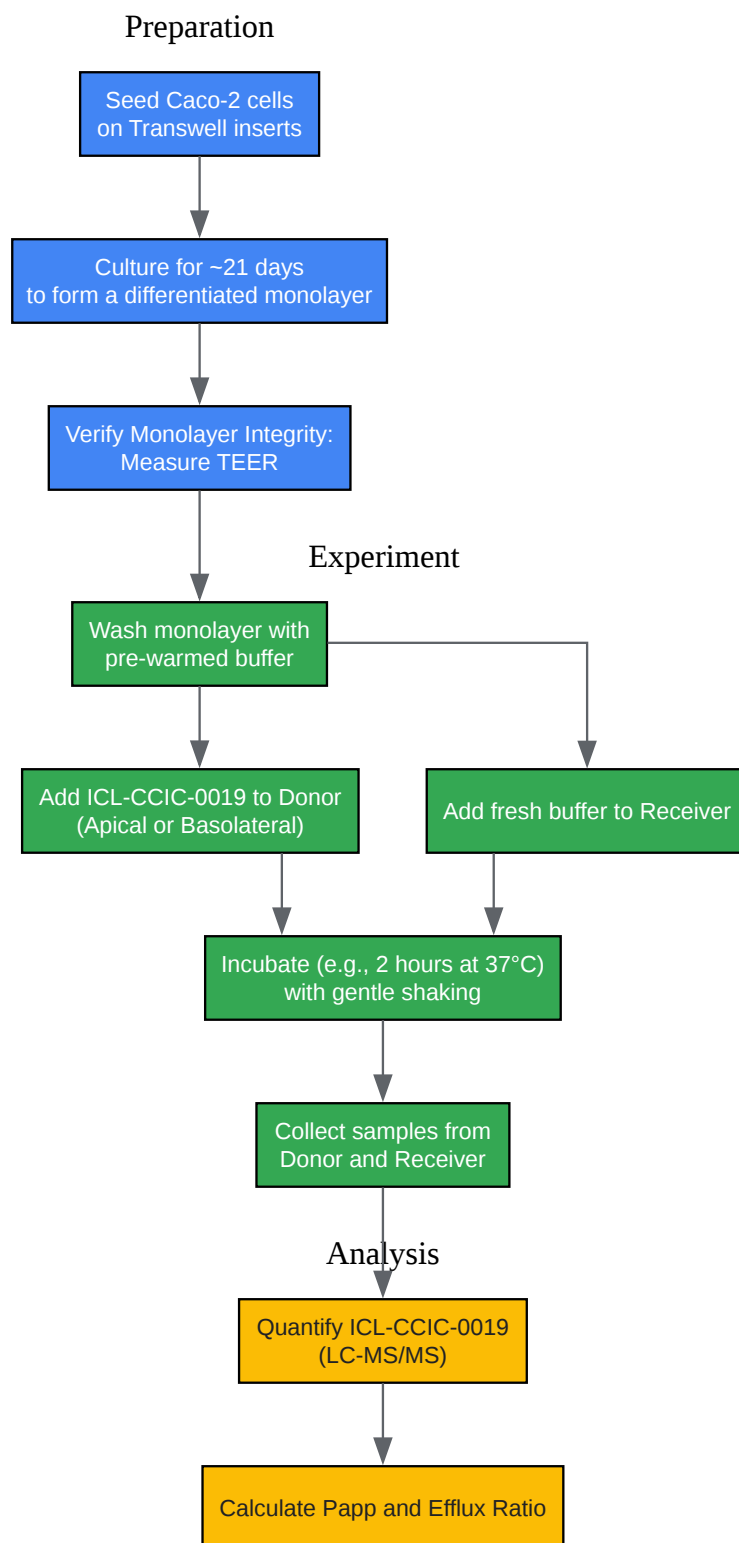 Preparation
Seed Caco-2 cells
on Transwell inserts
Culture for ~21 days
to form a differentiated monolayer
Verify Monolayer Integrity:
Measure TEER
Experiment
Wash monolayer with
pre-warmed buffer
Add ICL-CCIC-0019 to Donor
(Apical or Basolateral)
Add fresh buffer to Receiver
Incubate (e.g., 2 hours at 37°C)
with gentle shaking
Collect samples from
Donor and Receiver
Analysis
Quantify ICL-CCIC-0019
(LC-MS/MS)
Calculate Papp and Efflux Ratio